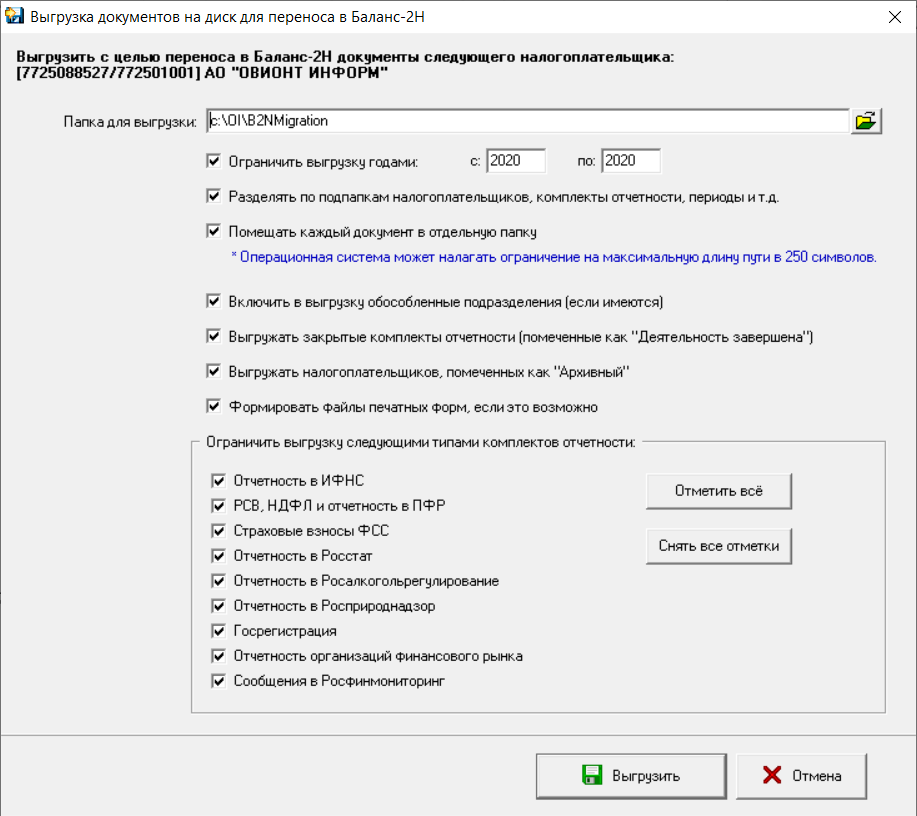 Выгрузка документов на диск для переноса в Баланс-2Н
Выгрузить с целью переноса в Баланс-2Н документы следующего налогоплательщика:
[7725088527/772501001] АО "ОВИОНТ ИНФОРМ"
Папка для выгрузки: c:\OI\B2NMigration
Ограничить выгрузку годами: с: 2020 по: 2020
Разделять по подпапкам налогоплательщиков, комплекты отчетности, периоды и т.д.
Помещать каждый документ в отдельную папку
* Операционная система может налагать ограничение на максимальную длину пути в 250 символов.
Включить в выгрузку обособленные подразделения (если имеются)
Выгружать закрытые комплекты отчетности (помеченные как "Деятельность завершена")
Выгружать налогоплательщиков, помеченных как "Архивный"
Формировать файлы печатных форм, если это возможно
Ограничить выгрузку следующими типами комплектов отчетности:
Отчетность в ИФНС
РСВ, НДФЛ и отчетность в ПФР
Страховые взносы ФСС
Отчетность в Росстат
Отчетность в Росалкогольрегулирование
Отчетность в Росприроднадзор
Госрегистрация
Отчетность организаций финансового рынка
Сообщения в Росфинмониторинг
Отметить всё
Снять все отметки
Выгрузить
Отмена